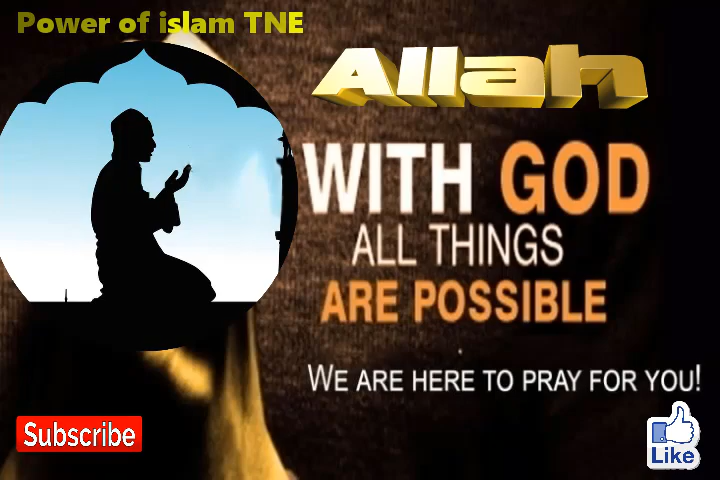 Power of islam TNE
Allah
WITH GOD
ALL THINGS
ARE POSSIBLE
WE ARE HERE TO PRAY FOR YOU!
Subscribe
Like